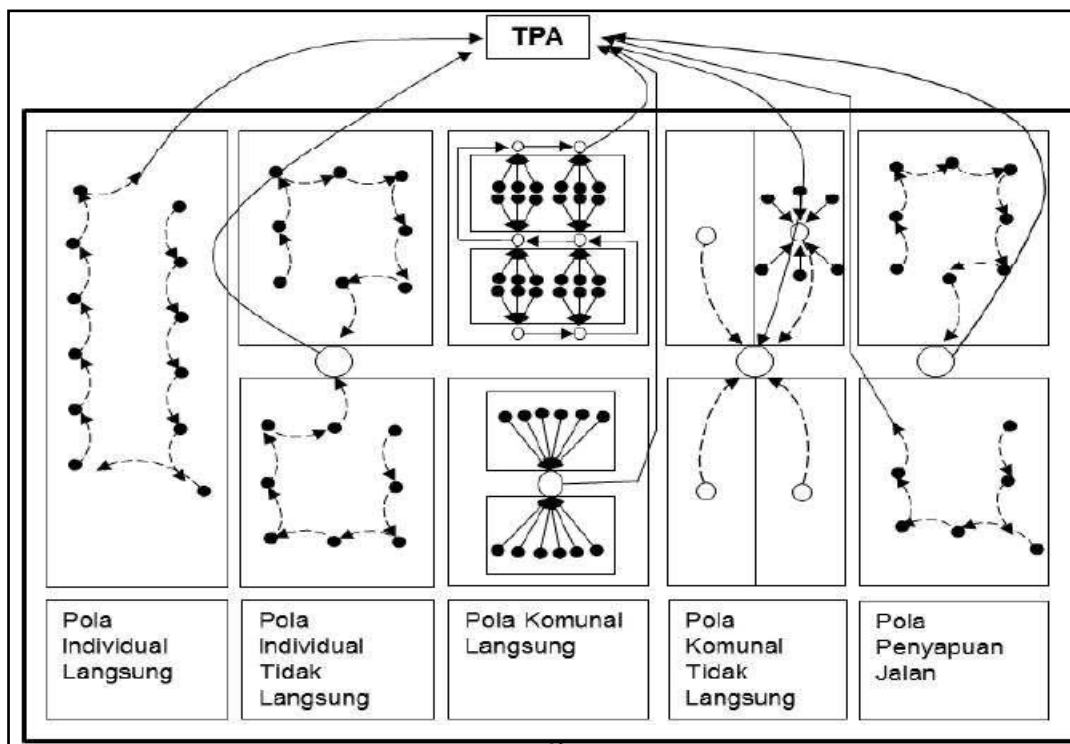 TPA
Pola
Individual
Langsung
Pola
Individual
Tidak
Langsung
Pola Komunal
Langsung
Pola
Komunal
Tidak
Langsung
Pola
Penyapuan
Jalan